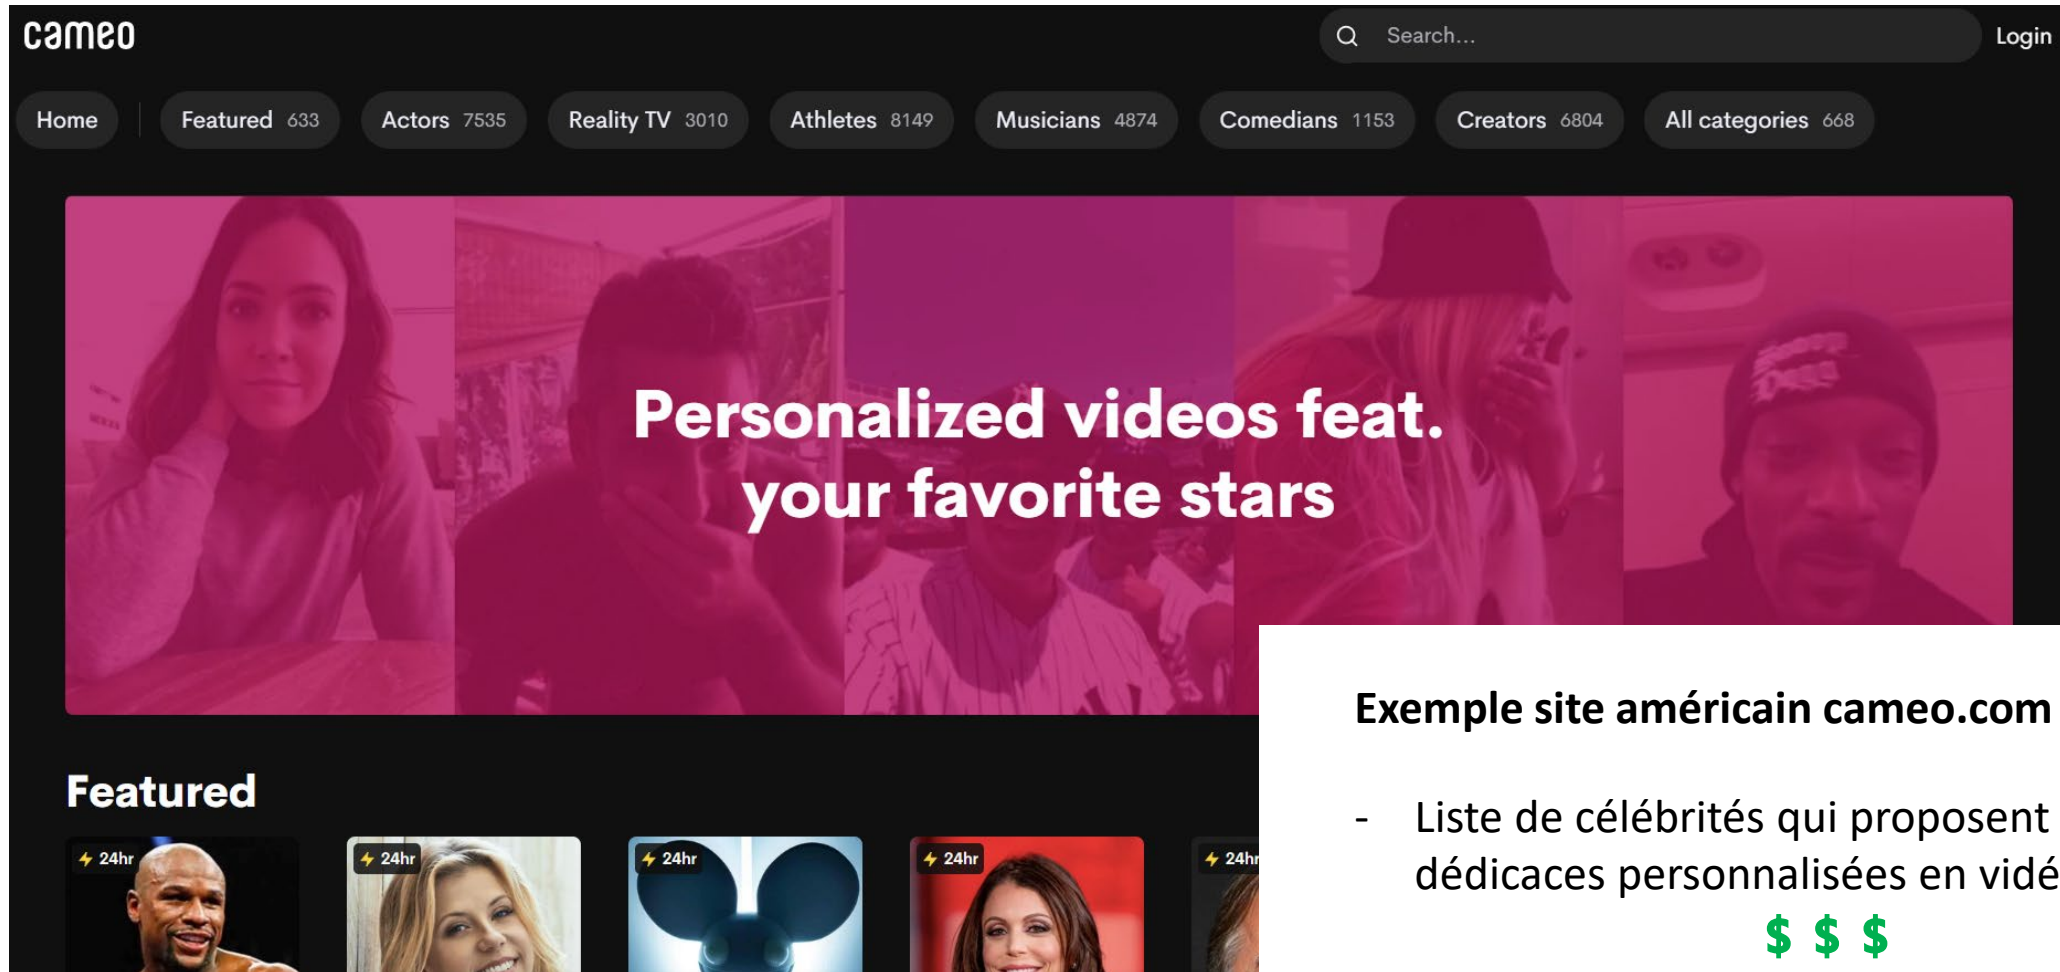 cameo
Search...
Login
Home
Featured 633
Actors 7535
Reality TV 3010
Athletes 8149
Musicians 4874
Comedians 1153
Creators 6804
All categories 668
Personalized videos feat.
your favorite stars
Exemple site américain cameo.com
Featured
- Liste de célébrités qui proposent
dédicaces personnalisées en vidé
$ $ $
24hr
24hr
24hr
24hr
24hr